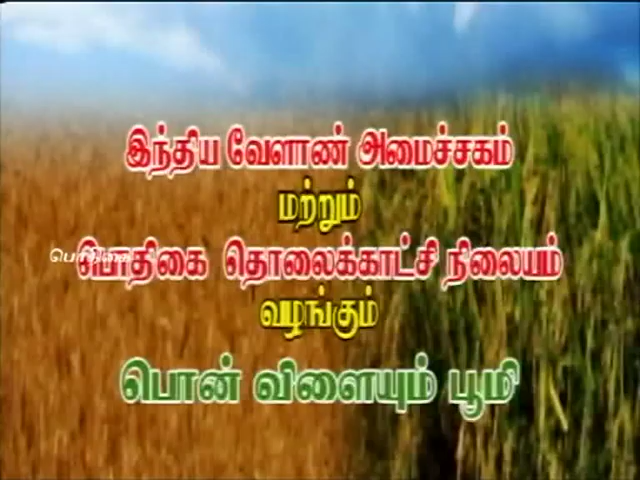 இந்திய வேளாண் அமைச்சகம்
மற்றும்
பொதிகை
பொதிகை தொலைக்காட்சி நிலையம்
வழங்கும்
பொன் விளையும் பூமி